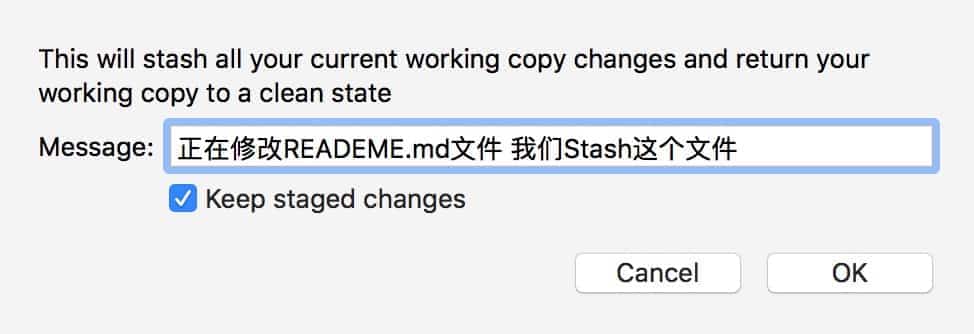 This will stash all your current working copy changes and return your
working copy to a clean state
Message: 正在修改READEME.md文件 我们Stash这个文件
Keep staged changes
Cancel OK